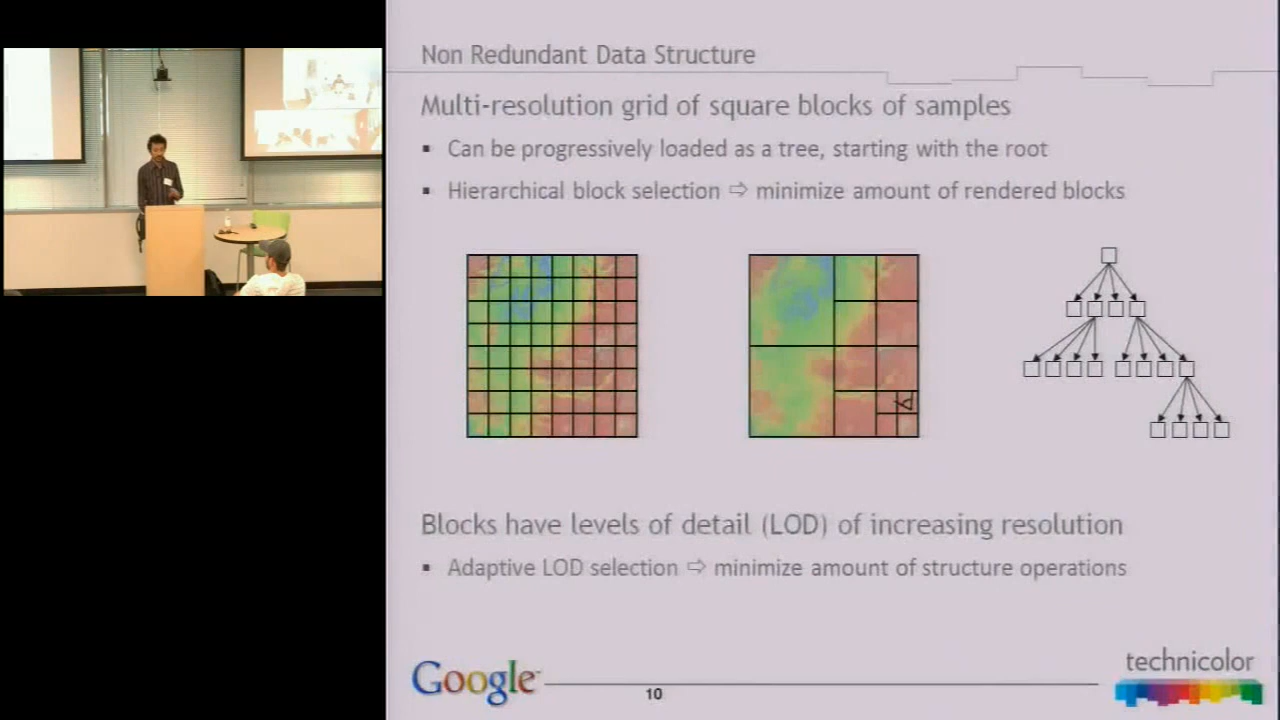 Non Redundant Data Structure
Multi-resolution grid of square blocks of samples
▪ Can be progressively loaded as a tree, starting with the root
▪ Hierarchical block selection ⇨ minimize amount of rendered blocks
Blocks have levels of detail (LOD) of increasing resolution
▪ Adaptive LOD selection ⇨ minimize amount of structure operations
Google
10
technicolor